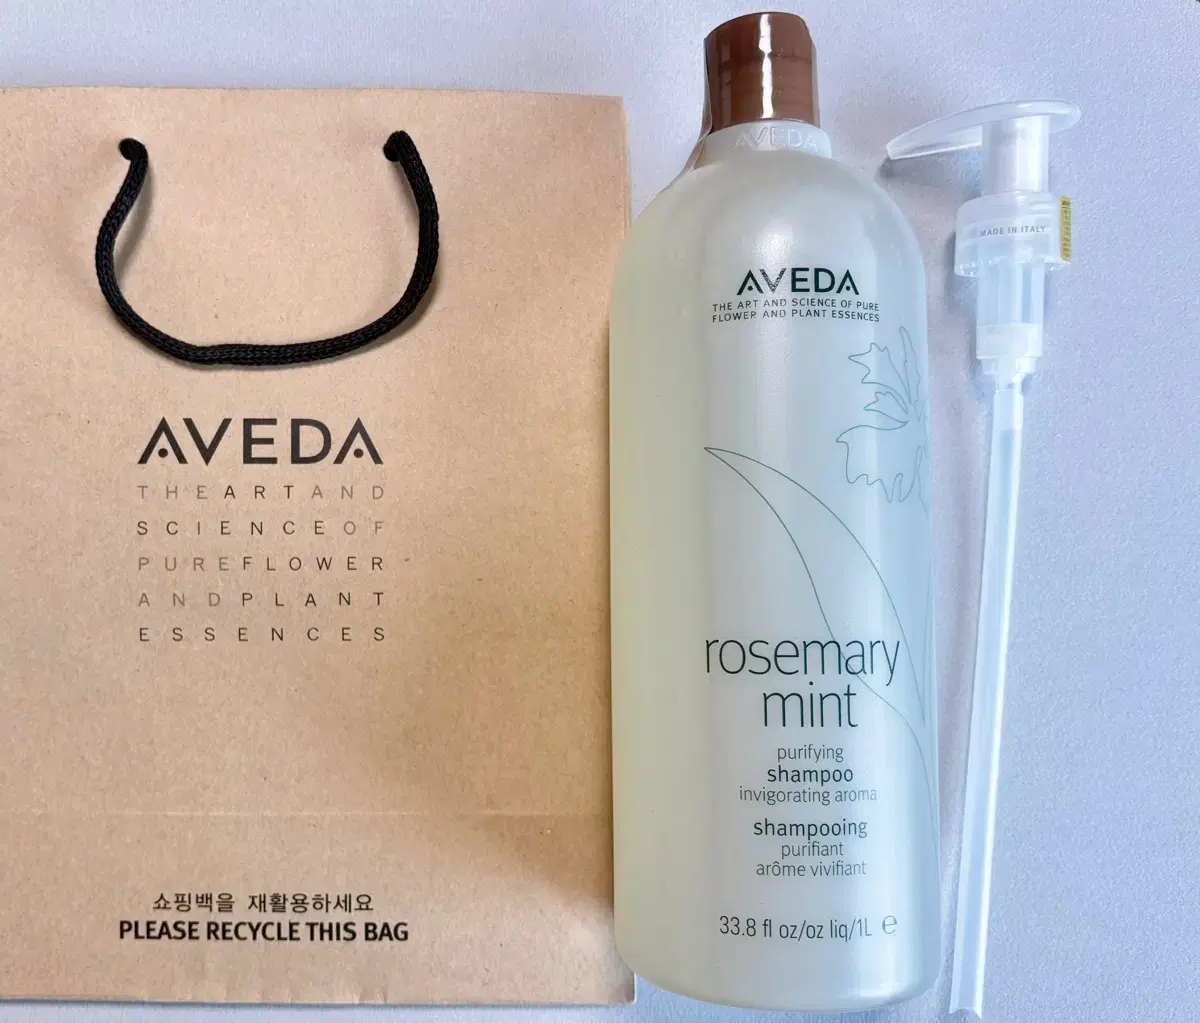 AVEDA
THEARTAND
SCIENCEOF
PUREFLOWER
ANDPLANT
ESSENCES
쇼핑백을 재활용하세요
PLEASE RECYCLE THIS BAG
AVEDA
AVEDA
THE ART AND SCIENCE OF PURE
FLOWER AND PLANT ESSENCES
rosemary
mint
purifying
shampoo
invigorating aroma
shampooing
purifiant
arôme vivifiant
33.8 fl oz/oz liq/1L ℮
MADE IN ITALY